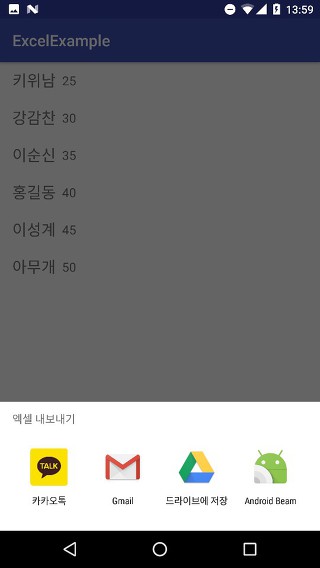 13:59
ExcelExample
키위남 25
강감찬 30
이순신 35
홍길동 40
이성계 45
아무개 50
엑셀 내보내기
TALK
카카오톡 Gmail 드라이브에 저장 Android Beam